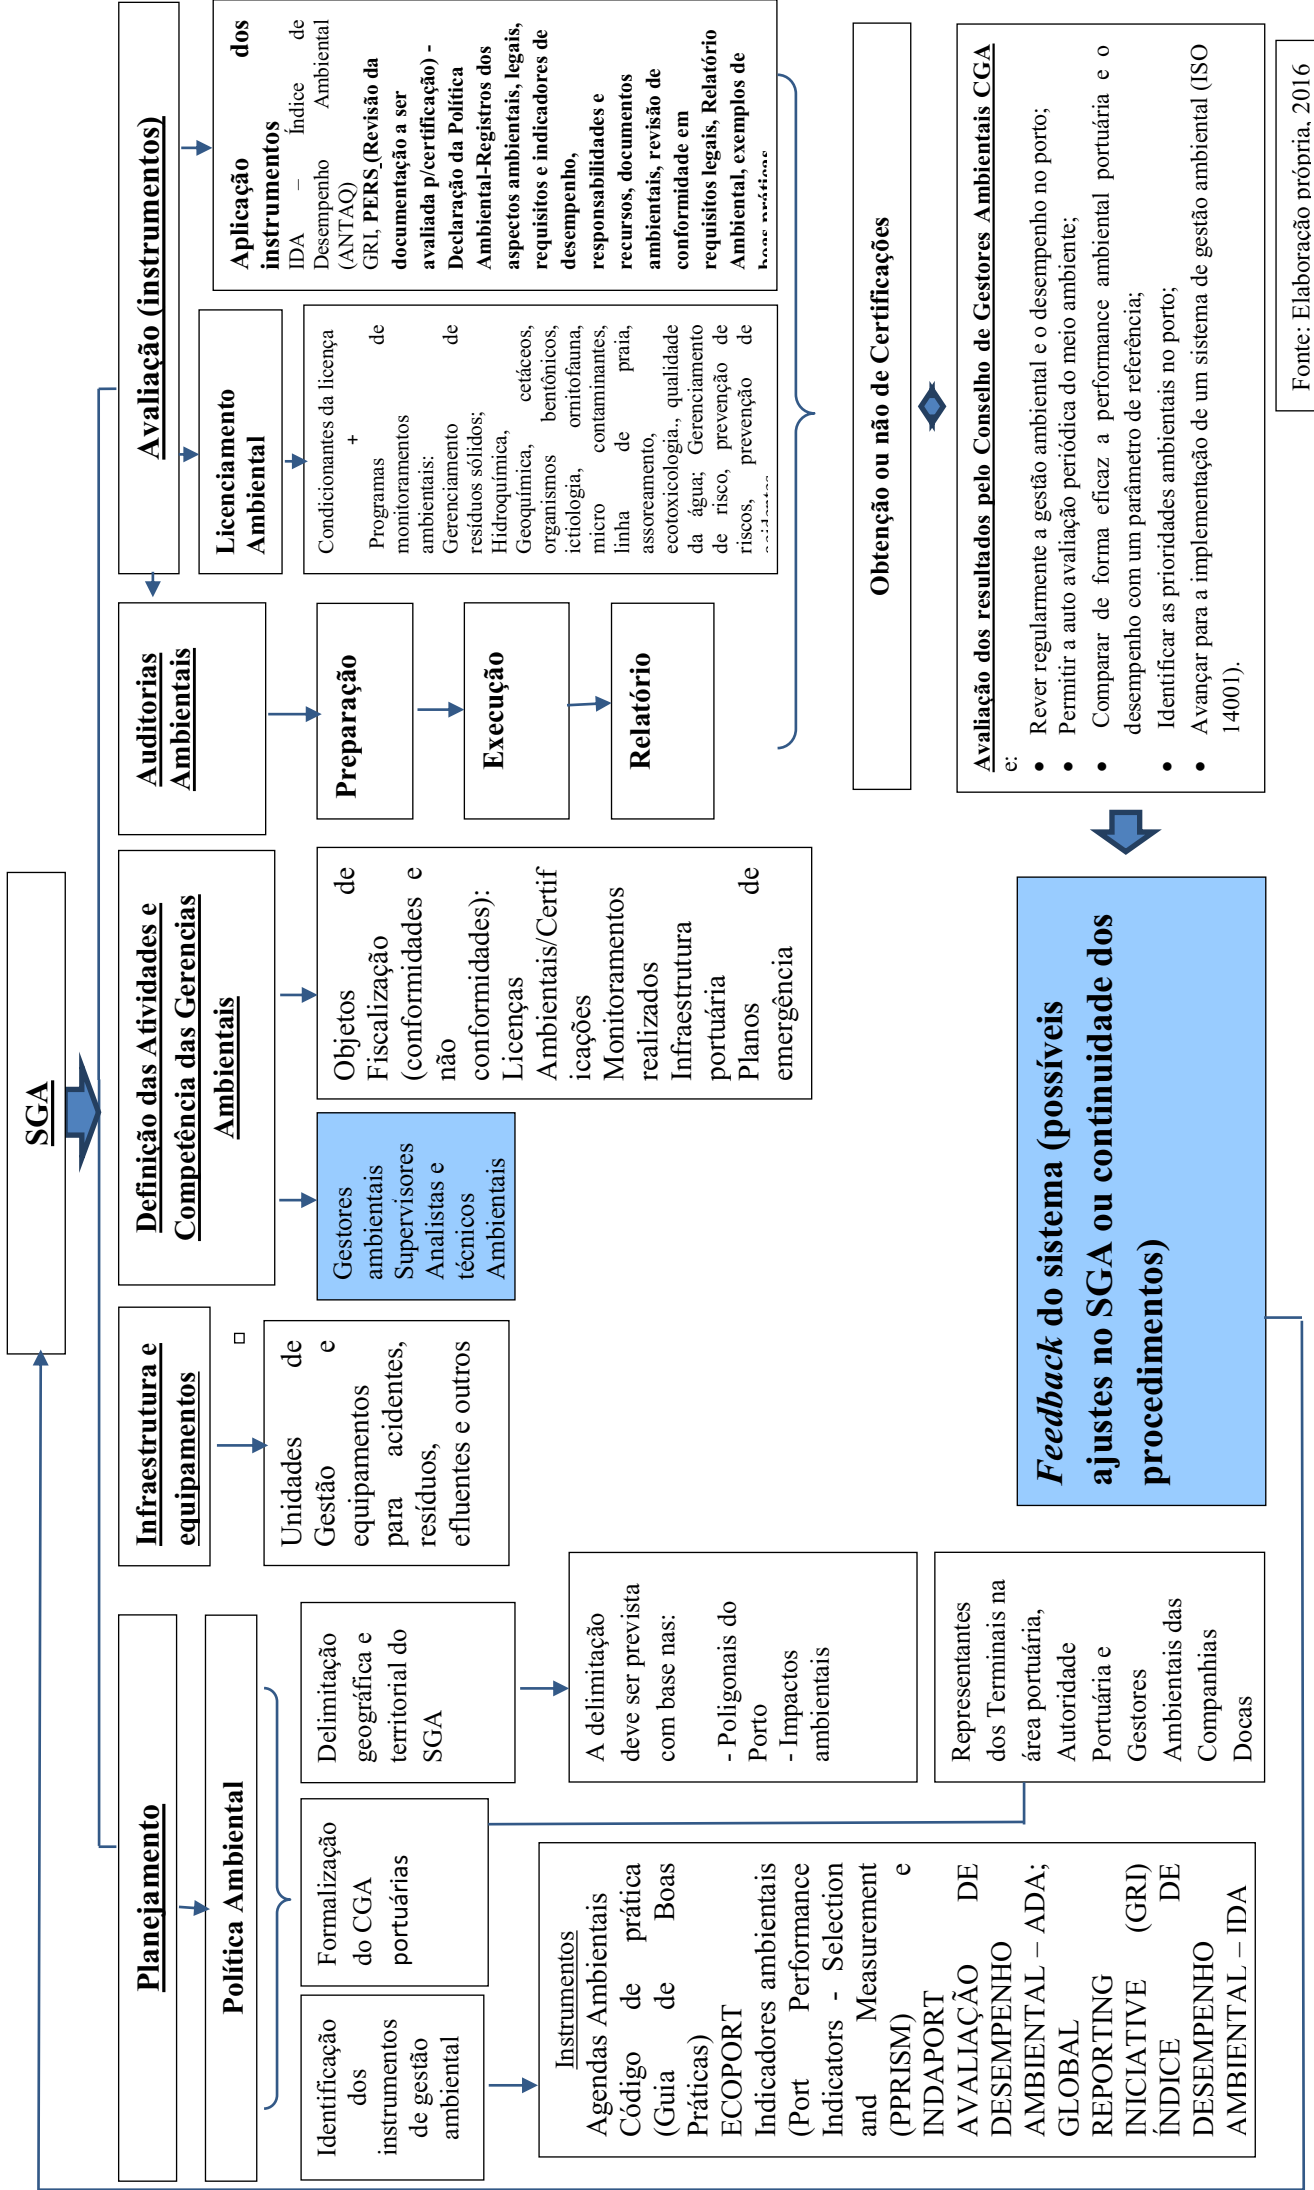 SGA
Planejamento
Política Ambiental
Identificação
dos
instrumentos
de gestão
ambiental
Formalização
do CGA
portuárias
Delimitação
geográfica e
territorial do
SGA
Instrumentos
Agendas Ambientais
Código de prática
(Guia de Boas
Práticas)
ECOPORT
Indicadores ambientais
(Port Performance
Indicators - Selection
and Measurement
(PPRISM) e
INDAPORT
AVALIAÇÃO DE
DESEMPENHO
AMBIENTAL – ADA;
GLOBAL
REPORTING
INICIATIVE (GRI)
ÍNDICE DE
DESEMPENHO
AMBIENTAL – IDA
A delimitação
deve ser prevista
com base nas:
- Poligonais do
Porto
- Impactos
ambientais
Representantes
dos Terminais na
área portuária,
Autoridade
Portuária e
Gestores
Ambientais das
Companhias
Docas
Infraestrutura e
equipamentos
Unidades de
Gestão e
equipamentos
para acidentes,
resíduos,
efluentes e outros
Definição das Atividades e
Competência das Gerencias
Ambientais
Gestores
ambientais
Supervisores
Analistas e
técnicos
Ambientais
Objetos de
Fiscalização
(conformidades e
não
conformidades):
Licenças
Ambientais/Certif
icações
Monitoramentos
realizados
Infraestrutura
portuária
Planos de
emergência
Auditorias
Ambientais
Preparação
Execução
Relatório
Avaliação (instrumentos)
Licenciamento
Ambiental
Condicionantes da licença
+
Programas de
monitoramentos
ambientais:
Gerenciamento de
resíduos sólidos;
Hidroquímica,
Geoquímica, cetáceos,
organismos bentônicos,
ictiologia, ornitofauna,
micro contaminantes,
linha de praia,
assoreamento,
ecotoxicologia., qualidade
da água; Gerenciamento
de risco, prevenção de
riscos, prevenção de
Aplicação dos
instrumentos
IDA – Índice de
Desempenho Ambiental
(ANTAQ)
GRI, PERS (Revisão da
documentação a ser
avaliada p/certificação) -
Declaração da Política
Ambiental-Registros dos
aspectos ambientais, legais,
requisitos e indicadores de
desempenho,
responsabilidades e
recursos, documentos
ambientais, revisão de
conformidade em
requisitos legais, Relatório
Ambiental, exemplos de
boas práticas
Obtenção ou não de Certificações
Avaliação dos resultados pelo Conselho de Gestores Ambientais CGA
e:
• Rever regularmente a gestão ambiental e o desempenho no porto;
• Permitir a auto avaliação periódica do meio ambiente;
• Comparar de forma eficaz a performance ambiental portuária e o
desempenho com um parâmetro de referência;
• Identificar as prioridades ambientais no porto;
• Avançar para a implementação de um sistema de gestão ambiental (ISO
14001).
Feedback do sistema (possíveis
ajustes no SGA ou continuidade dos
procedimentos)
Fonte: Elaboração própria, 2016